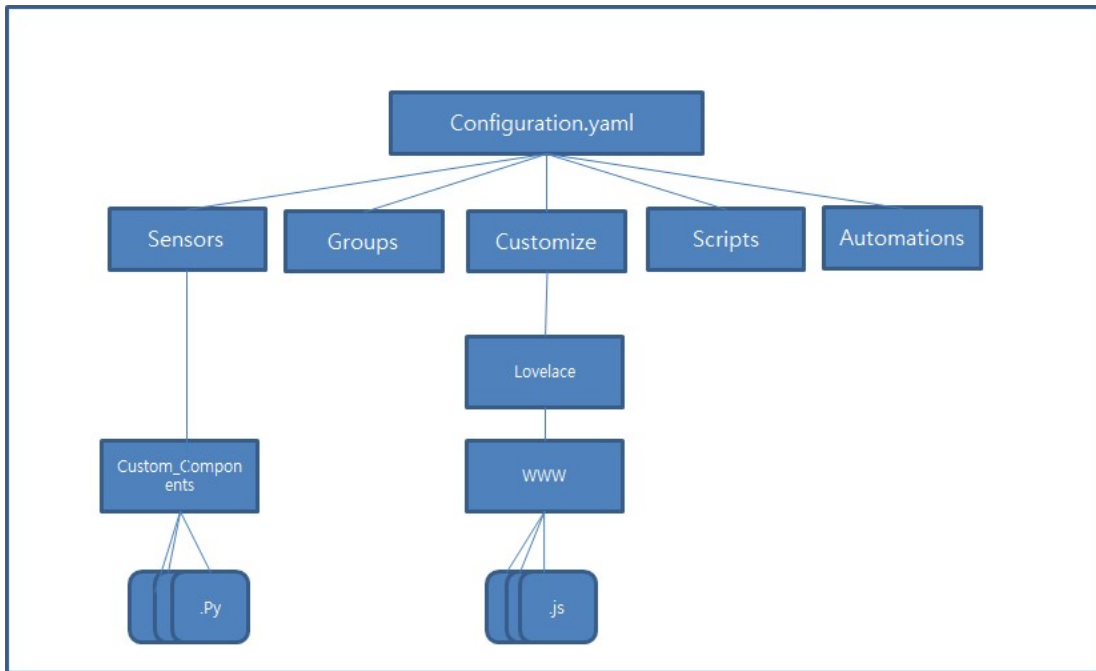 Configuration.yaml
Sensors
Groups
Customize
Scripts
Automations
Lovelace
Custom_Compon
ents
WWW
.Py
.js